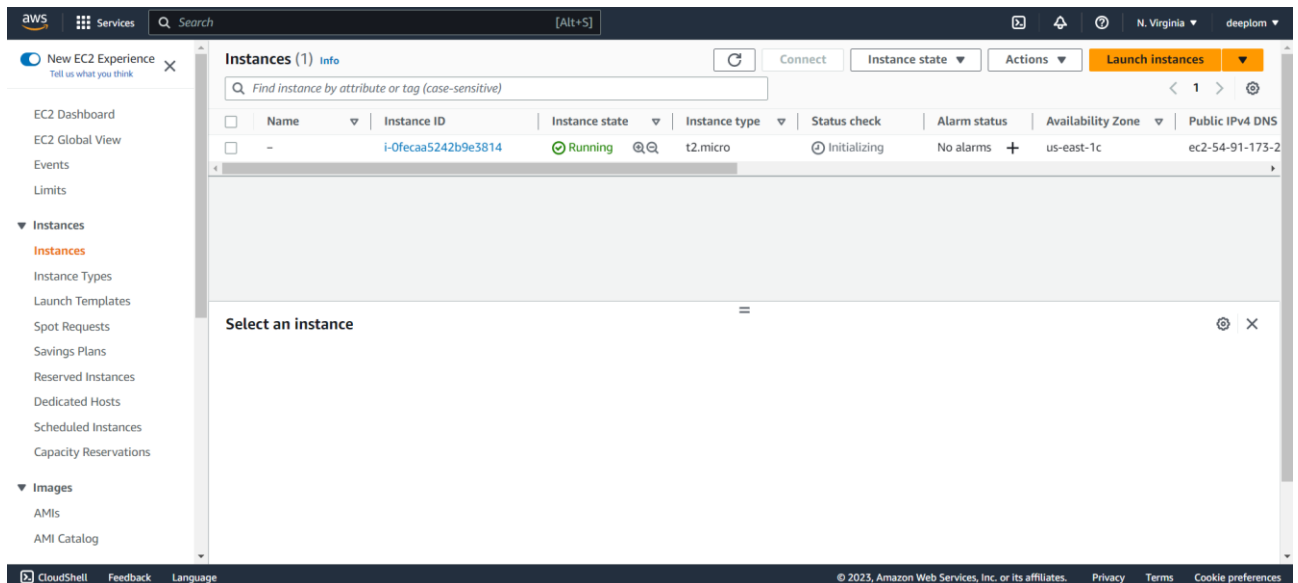 aws Services Search [Alt+S] N. Virginia deeplom
New EC2 Experience
Tell us what you think
EC2 Dashboard
EC2 Global View
Events
Limits
Instances
Instances
Instance Types
Launch Templates
Spot Requests
Savings Plans
Reserved Instances
Dedicated Hosts
Scheduled Instances
Capacity Reservations
Images
AMIs
AMI Catalog
Instances (1) Info Connect Instance state Actions Launch instances
Find instance by attribute or tag (case-sensitive) 1
Name Instance ID Instance state Instance type Status check Alarm status Availability Zone Public IPv4 DNS
– i-0fecaa5242b9e3814 Running t2.micro Initializing No alarms + us-east-1c ec2-54-91-173-2
Select an instance
CloudShell Feedback Language © 2023, Amazon Web Services, Inc. or its affiliates. Privacy Terms Cookie preferences